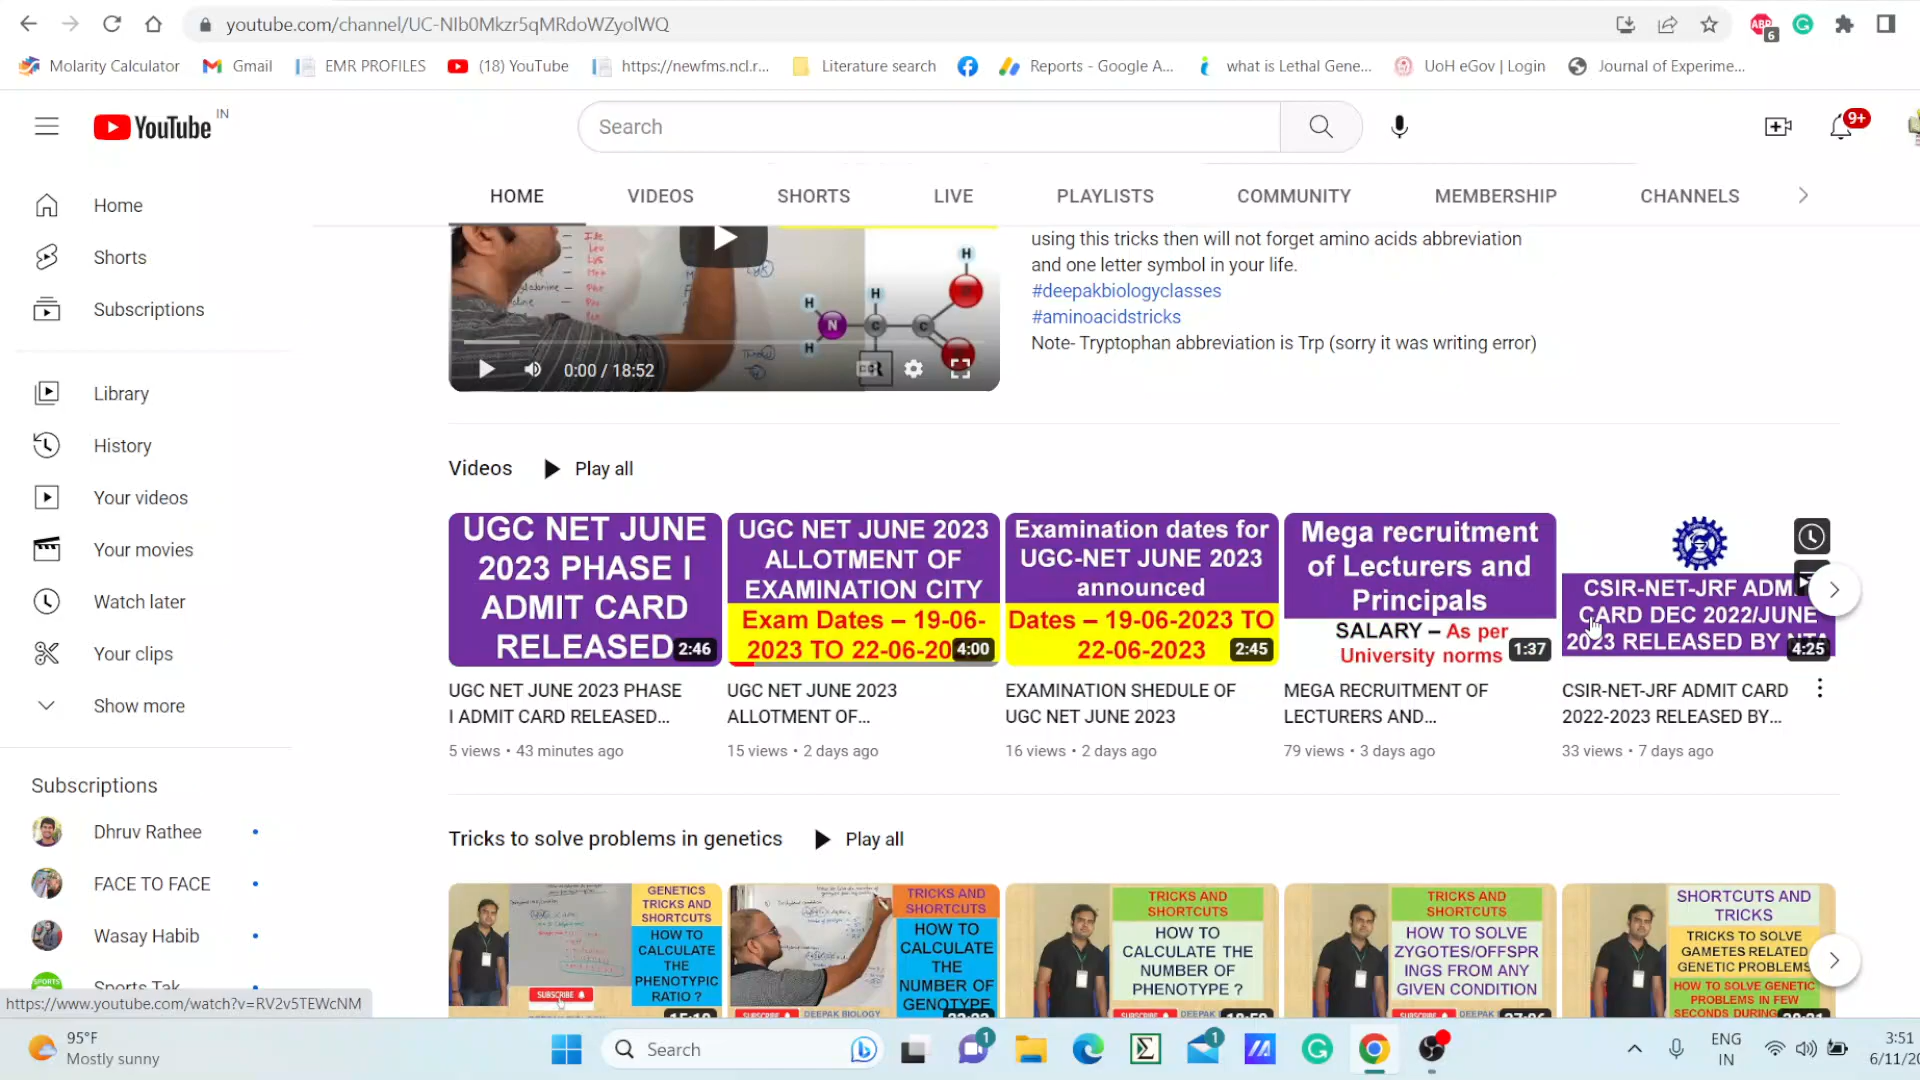 youtube.com/channel/UC-NIb0Mkzr5qMRdoWZyolWQ
ABP
6
Molarity Calculator
Gmail
EMR PROFILES
(18) YouTube
https://newfms.ncl.r...
Literature search
Reports - Google A...
what is Lethal Gene...
UoH eGov | Login
Journal of Experime...
YouTube
IN
Search
9+
HOME
VIDEOS
SHORTS
LIVE
PLAYLISTS
COMMUNITY
MEMBERSHIP
CHANNELS
Home
Shorts
Subscriptions
Library
History
Your videos
Your movies
Watch later
Your clips
Show more
Subscriptions
Dhruv Rathee
FACE TO FACE
Wasay Habib
Sports Tak
H
H
H
N
C
C
H
R
0:00 / 18:52
using this tricks then will not forget amino acids abbreviation
and one letter symbol in your life.
#deepakbiologyclasses
#aminoacidstricks
Note- Tryptophan abbreviation is Trp (sorry it was writing error)
Videos
Play all
UGC NET JUNE
2023 PHASE I
ADMIT CARD
RELEASED
2:46
UGC NET JUNE 2023 PHASE
I ADMIT CARD RELEASED...
5 views • 43 minutes ago
UGC NET JUNE 2023
ALLOTMENT OF
EXAMINATION CITY
Exam Dates – 19-06-
2023 TO 22-06-20
4:00
UGC NET JUNE 2023
ALLOTMENT OF...
15 views • 2 days ago
Examination dates for
UGC-NET JUNE 2023
announced
Dates – 19-06-2023 TO
22-06-2023
2:45
EXAMINATION SHEDULE OF
UGC NET JUNE 2023
16 views • 2 days ago
Mega recruitment
of Lecturers and
Principals
SALARY – As per
University norms
1:37
MEGA RECRUITMENT OF
LECTURERS AND...
79 views • 3 days ago
CSIR-NET-JRF ADM
CARD DEC 2022/JUNE
2023 RELEASED BY
4:25
CSIR-NET-JRF ADMIT CARD
2022-2023 RELEASED BY...
33 views • 7 days ago
Tricks to solve problems in genetics
Play all
GENETICS
TRICKS AND
SHORTCUTS
HOW TO
CALCULATE
THE
PHENOTYPIC
RATIO ?
SUBSCRIBE
TRICKS AND
SHORTCUTS
HOW TO
CALCULATE
THE
NUMBER OF
GENOTYPE
DEEPAK BIOLOGY
TRICKS AND
SHORTCUTS
HOW TO
CALCULATE THE
NUMBER OF
PHENOTYPE ?
TRICKS AND
SHORTCUTS
HOW TO SOLVE
ZYGOTES/OFFSPR
INGS FROM ANY
GIVEN CONDITION
SHORTCUTS AND
TRICKS
TRICKS TO SOLVE
GAMETES RELATED
GENETIC PROBLEMS
HOW TO SOLVE GENETIC
PROBLEMS IN FEW
SECONDS
https://www.youtube.com/watch?v=RV2v5TEWcNM
95°F
Mostly sunny
Search
1
1
ENG
IN
3:51
6/11/20